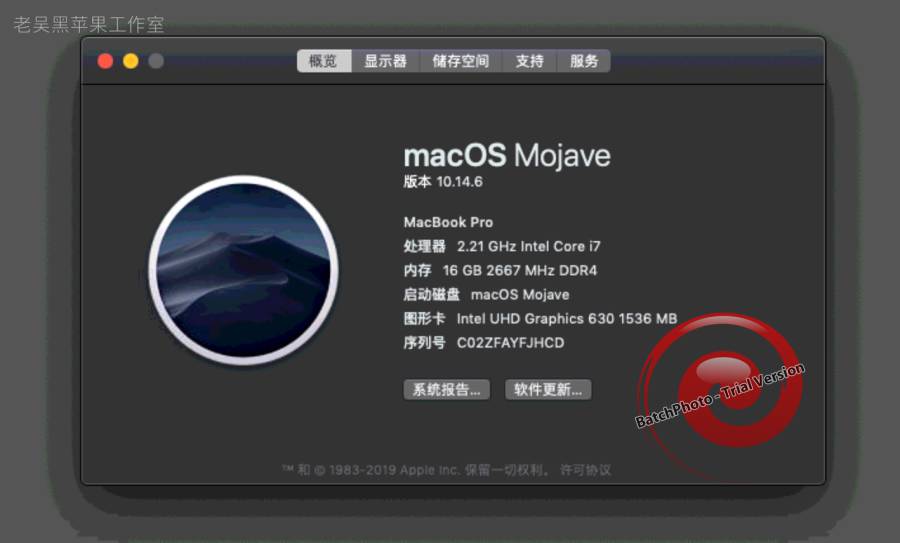 老吴黑苹果工作室
概览 显示器 储存空间 支持 服务
macOS Mojave
版本 10.14.6
MacBook Pro
处理器 2.21 GHz Intel Core i7
内存 16 GB 2667 MHz DDR4
启动磁盘 macOS Mojave
图形卡 Intel UHD Graphics 630 1536 MB
序列号 C02ZFAYFJHCD
系统报告... 软件更新...
BatchPhoto - Trial Version
™ 和 © 1983-2019 Apple Inc. 保留一切权利。 许可协议